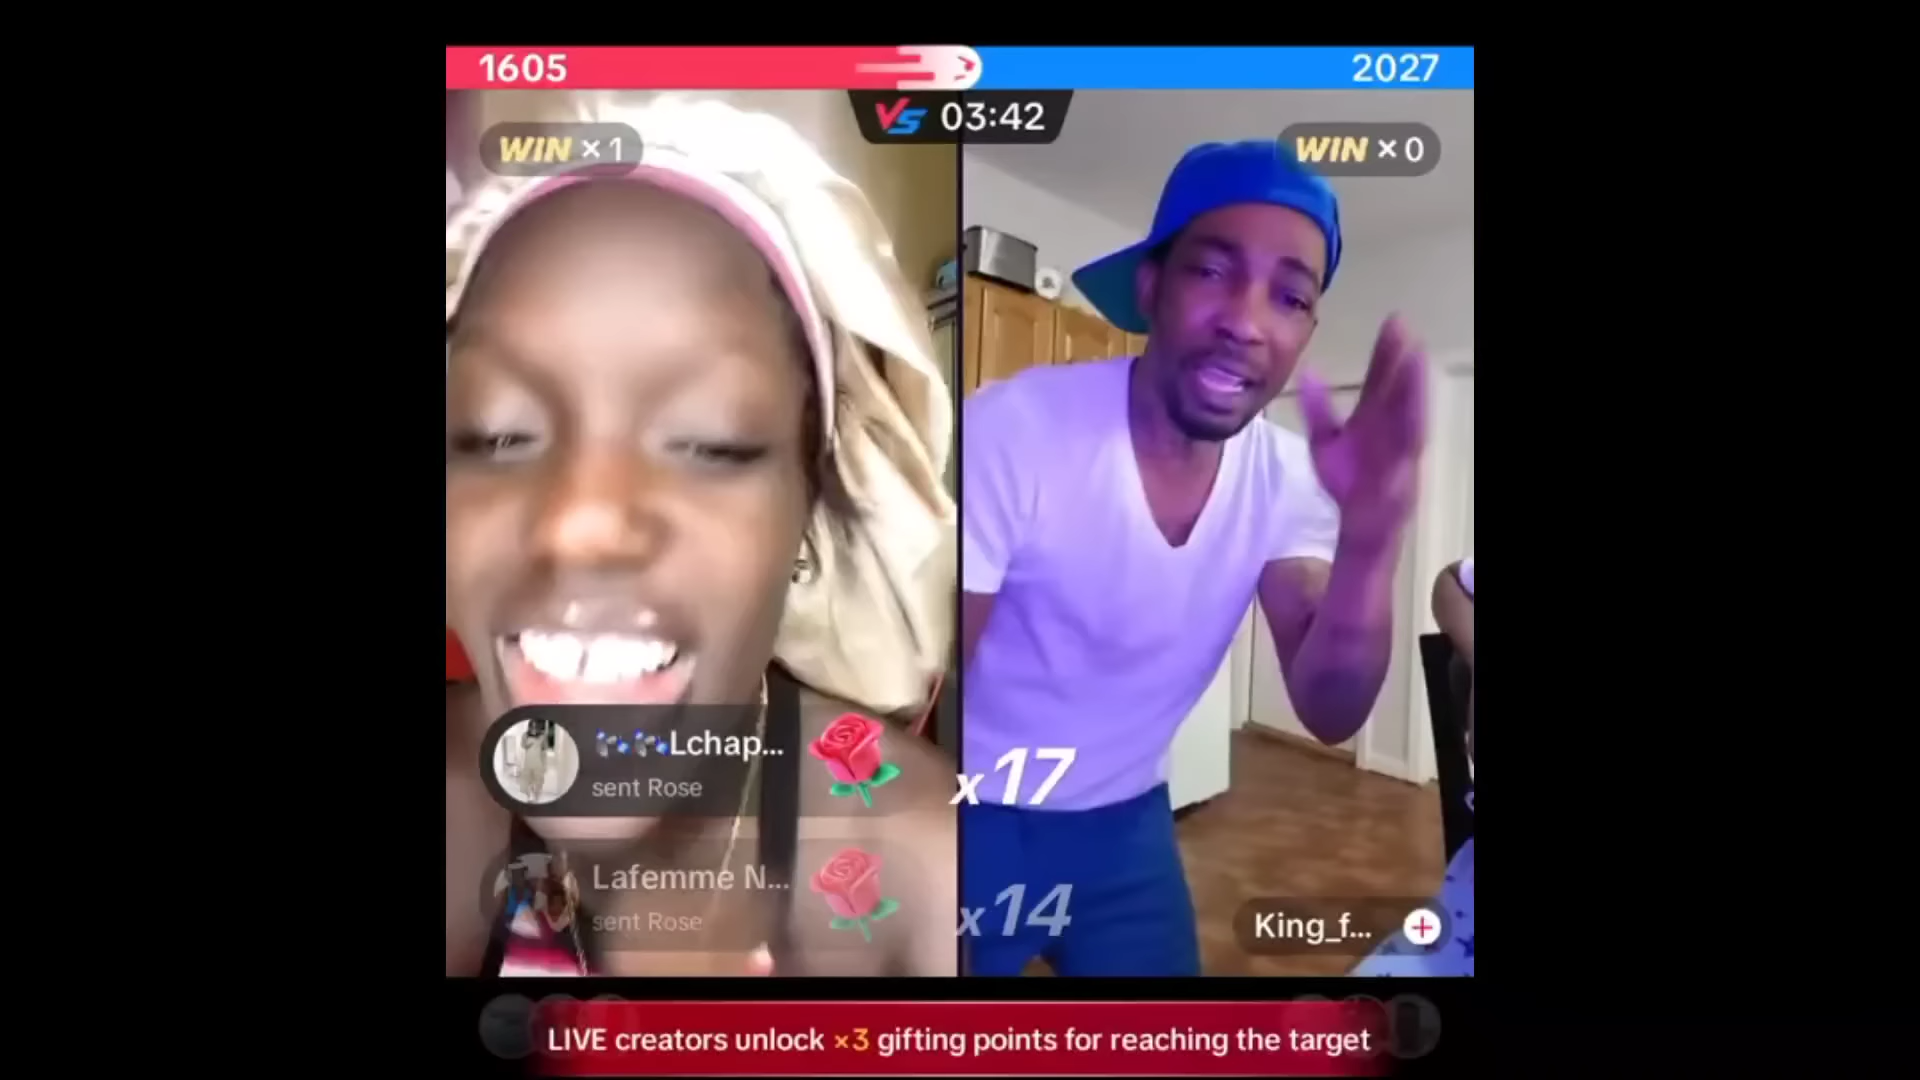 1605
2027
VS 03:42
WIN ×1
WIN ×0
Lchap...
sent Rose
x17
Lafemme N...
sent Rose
x14
King_f...
LIVE creators unlock ×3 gifting points for reaching the target